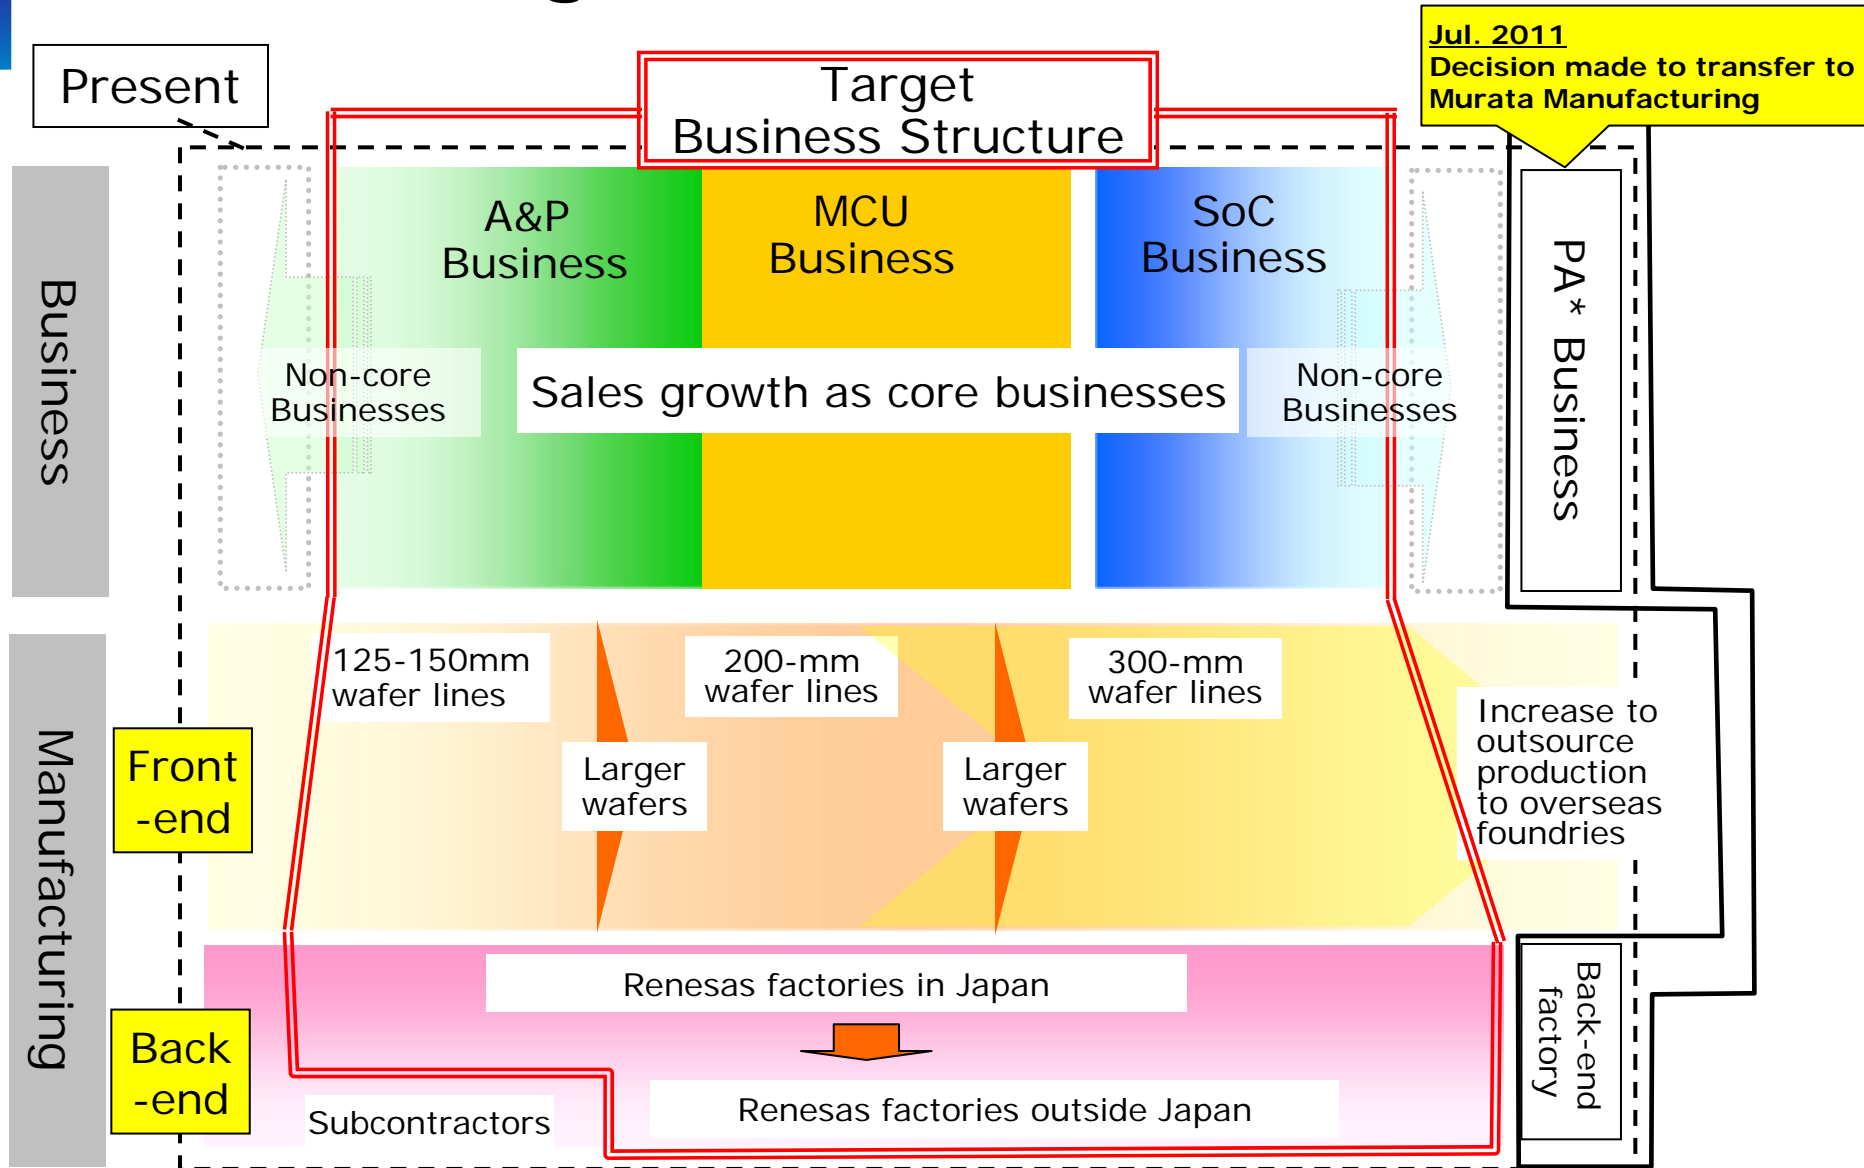 Present
Target
Business Structure
Jul. 2011
Decision made to transfer to
Murata Manufacturing
Business
A&P
Business
MCU
Business
SoC
Business
PA* Business
Non-core
Businesses
Sales growth as core businesses
Non-core
Businesses
Manufacturing
Front
-end
125-150mm
wafer lines
Larger
wafers
200-mm
wafer lines
Larger
wafers
300-mm
wafer lines
Increase to
outsource
production
to overseas
foundries
Back
-end
Renesas factories in Japan
Renesas factories outside Japan
Subcontractors
Back-end
factory